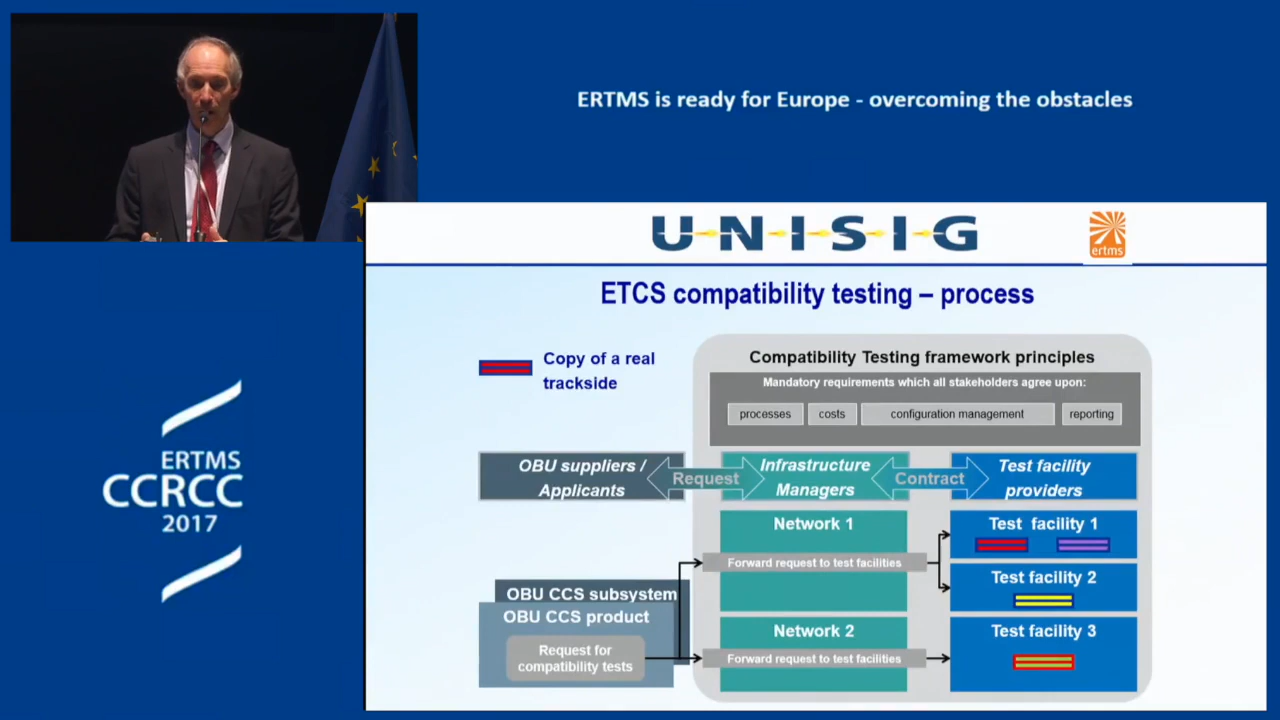 ERTMS is ready for Europe - overcoming the obstacles
UNISIG
ertms
ETCS compatibility testing – process
Copy of a real
trackside
Compatibility Testing framework principles
Mandatory requirements which all stakeholders agree upon:
processes
costs
configuration management
reporting
OBU suppliers /
Applicants
Request
Infrastructure
Managers
Contract
Test facility
providers
Network 1
Forward request to test facilities
Test facility 1
Test facility 2
OBU CCS subsystem
OBU CCS product
Request for
compatibility tests
Network 2
Forward request to test facilities
Test facility 3
ERTMS
CCRCC
2017